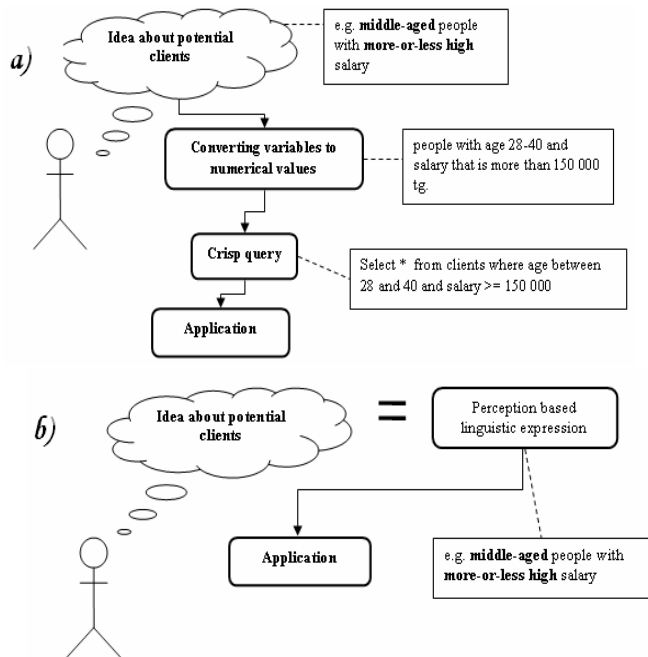 a)
Idea about potential
clients
e.g. middle-aged people
with more-or-less high
salary
Converting variables to
numerical values
people with age 28-40 and
salary that is more than 150 000
tg.
Crisp query
Select * from clients where age between
28 and 40 and salary >= 150 000
Application
b)
Idea about potential
clients
=
Perception based
linguistic expression
Application
e.g. middle-aged people with
more-or-less high salary